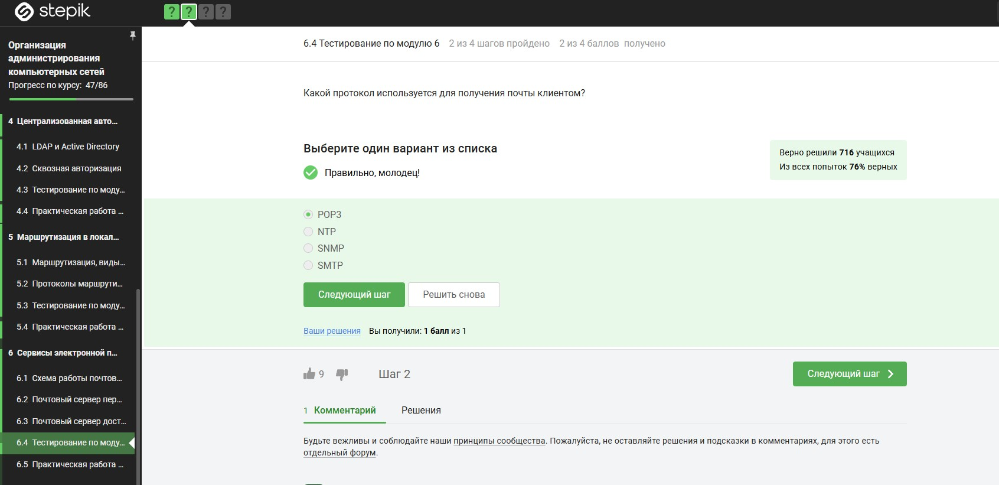 stepik
? ? ? ?
Организация
администрирования
компьютерных сетей
Прогресс по курсу: 47/86
4 Централизованная авто...
4.1 LDAP и Active Directory
4.2 Сквозная авторизация
4.3 Тестирование по моду...
4.4 Практическая работа ...
5 Маршрутизация в локал...
5.1 Маршрутизация, виды...
5.2 Протоколы маршрути...
5.3 Тестирование по моду...
5.4 Практическая работа ...
6 Сервисы электронной п...
6.1 Схема работы почтов...
6.2 Почтовый сервер пер...
6.3 Почтовый сервер дост...
6.4 Тестирование по моду...
6.5 Практическая работа ...
6.4 Тестирование по модулю 6 2 из 4 шагов пройдено 2 из 4 баллов получено
Какой протокол используется для получения почты клиентом?
Выберите один вариант из списка
Правильно, молодец!
Верно решили 716 учащихся
Из всех попыток 76% верных
POP3
NTP
SNMP
SMTP
Следующий шаг Решить снова
Ваши решения Вы получили: 1 балл из 1
9 Шаг 2 Следующий шаг
1 Комментарий Решения
Будьте вежливы и соблюдайте наши принципы сообщества. Пожалуйста, не оставляйте решения и подсказки в комментариях, для этого есть
отдельный форум.